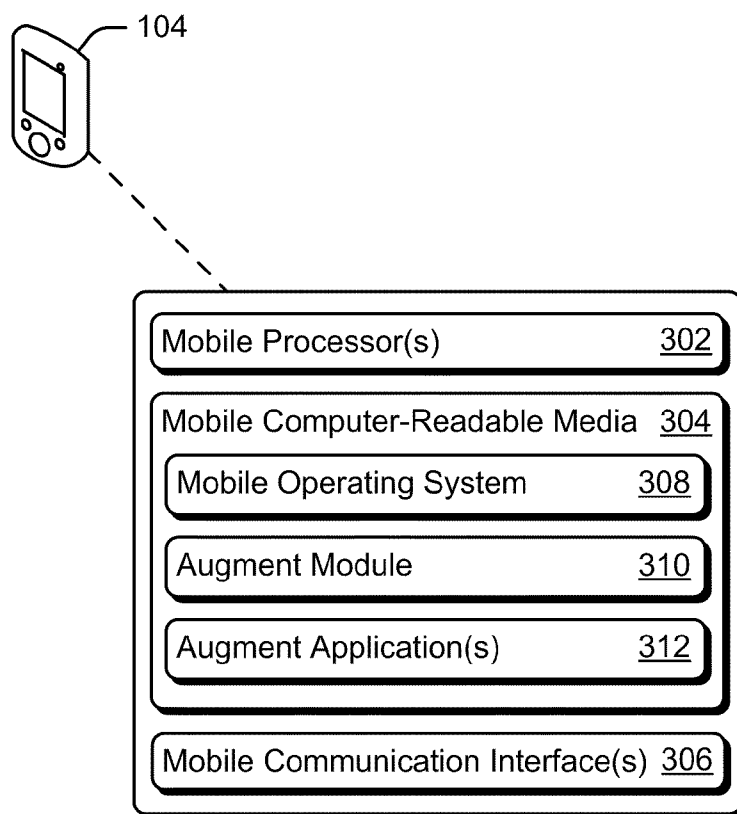 104
Mobile Processor(s) 302
Mobile Computer-Readable Media 304
Mobile Operating System 308
Augment Module 310
Augment Application(s) 312
Mobile Communication Interface(s) 306